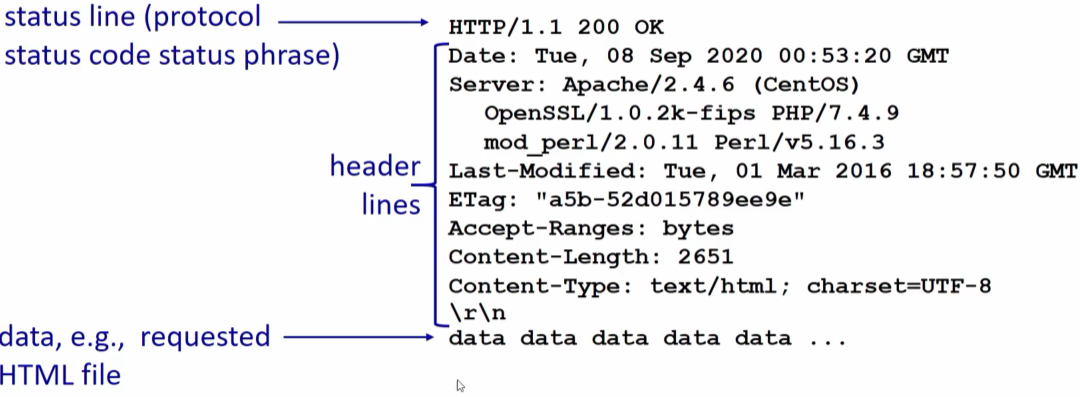 status line (protocol
status code status phrase)
HTTP/1.1 200 OK
Date: Tue, 08 Sep 2020 00:53:20 GMT
Server: Apache/2.4.6 (CentOS)
OpenSSL/1.0.2k-fips PHP/7.4.9
mod_perl/2.0.11 Perl/v5.16.3
header
lines
Last-Modified: Tue, 01 Mar 2016 18:57:50 GMT
ETag: "a5b-52d015789ee9e"
Accept-Ranges: bytes
Content-Length: 2651
Content-Type: text/html; charset=UTF-8
\r\n
data, e.g., requested
HTML file
data data data data data ...